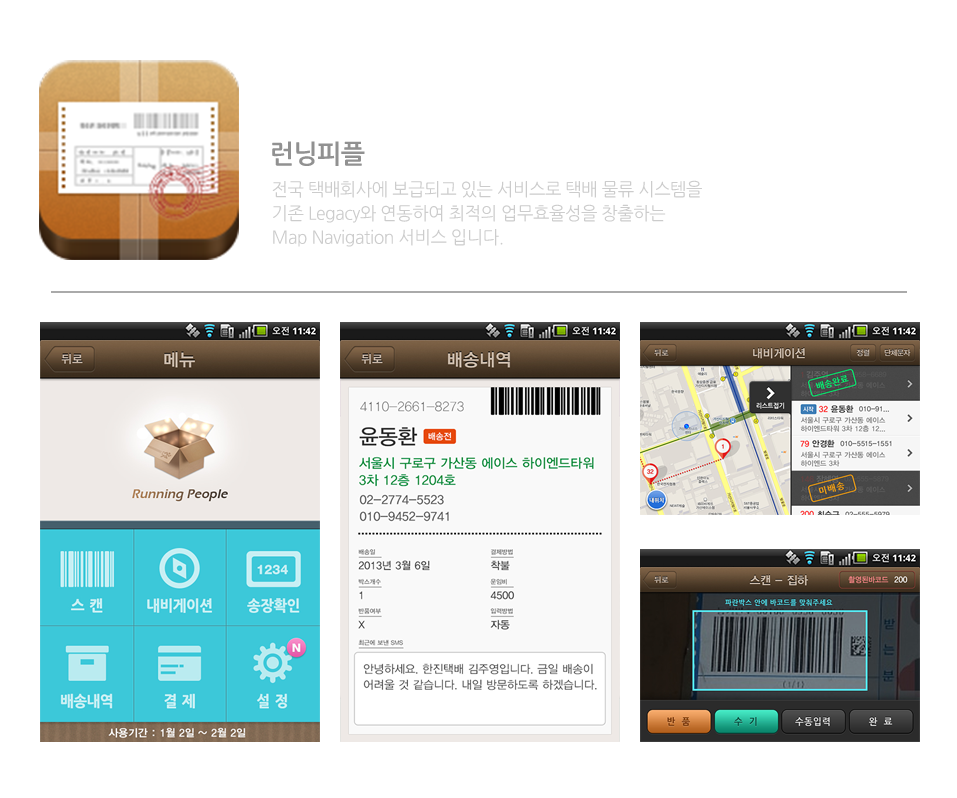 런닝피플
전국 택배회사에 보급되고 있는 서비스로 택배 물류 시스템을
기존 Legacy와 연동하여 최적의 업무효율성을 창출하는
Map Navigation 서비스 입니다.
오전 11:42
뒤로
메뉴
Running People
스 캔
내비게이션
1234
송장확인
배송내역
결 제
N
설 정
사용기간 : 1월 2일 ~ 2월 2일
오전 11:42
뒤로
배송내역
4110-2661-8273
윤동환
배송전
서울시 구로구 가산동 에이스 하이엔드타워
3차 12층 1204호
02-2774-5523
010-9452-9741
배송일
결제방법
2013년 3월 6일
착불
박스개수
운임비
1
4500
반품여부
입력방법
X
자동
최근에 보낸 SMS
안녕하세요, 한진택배 김주영입니다, 금일 배송이
어려울 것 같습니다. 내일 방문하도록 하겠습니다.
오전 11:42
뒤로
내비게이션
정렬
단체문자
리스트접기
1
32
내위치
배송완료
시작
32 윤동환 010-91...
서울시 구로구 가산동 에이스
하이엔드타워 3차 12층 12...
79 안경환 010-5515-1551
서울시 구로구 가산동 에이스
하이엔드 3차
미배송
오전 11:42
뒤로
스캔 - 집하
촬영된바코드 200
파란박스 안에 바코드를 맞춰주세요
(1/1)
반 품
수 기
수동입력
완 료